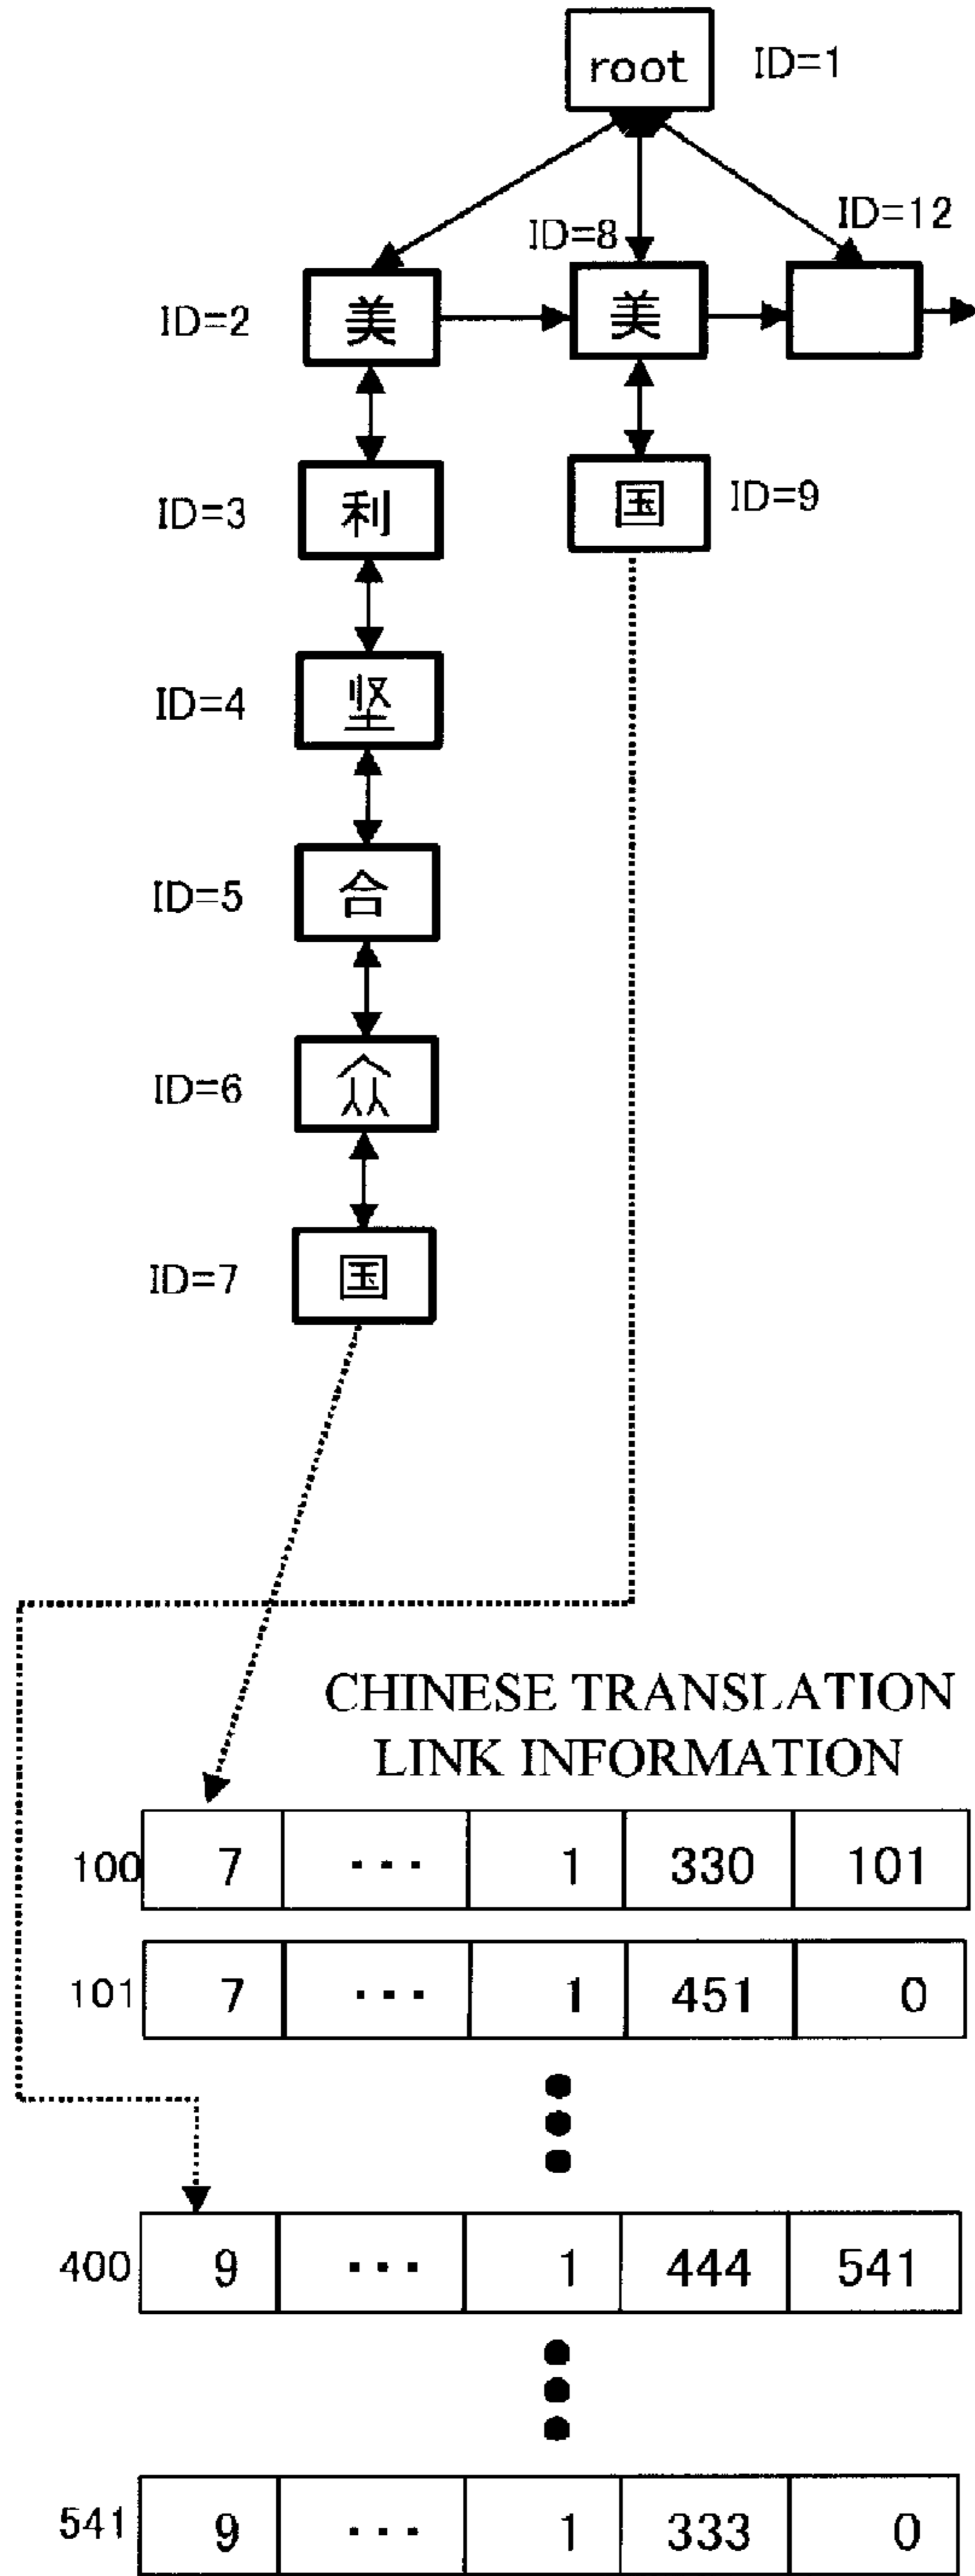 root ID=1
ID=12
ID=8
ID=2 美 美
ID=3 利 国 ID=9
ID=4 坚
ID=5 合
ID=6 众
ID=7 国
CHINESE TRANSLATION
LINK INFORMATION
100 7 ... 1 330 101
101 7 ... 1 451 0
400 9 ... 1 444 541
541 9 ... 1 333 0